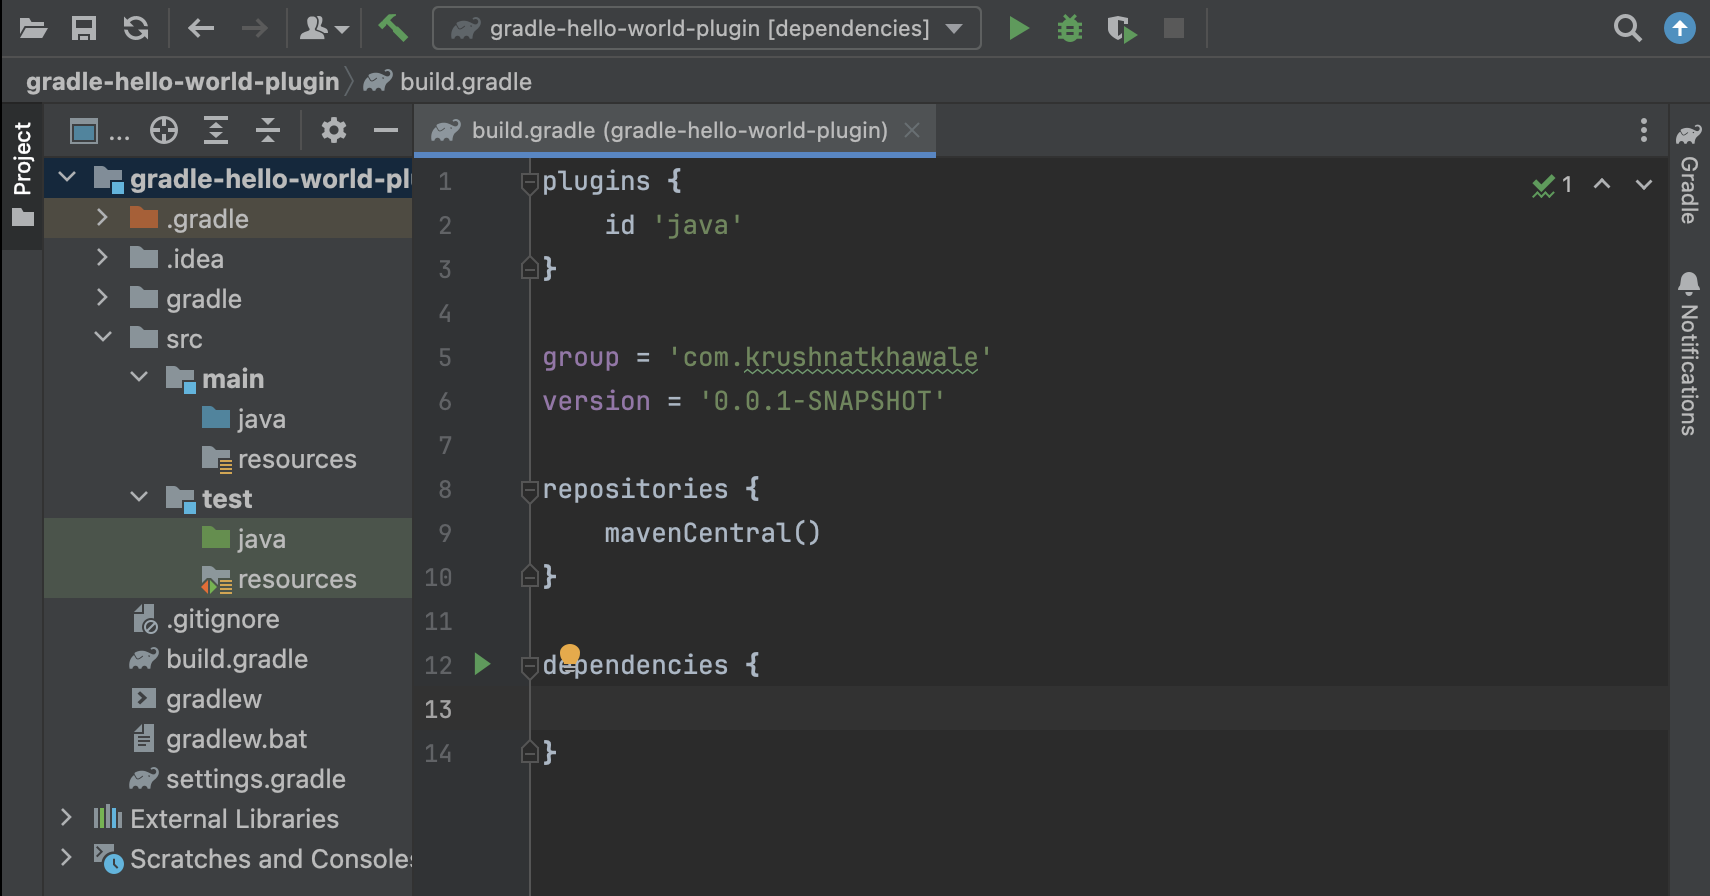 gradle-hello-world-plugin [dependencies]
gradle-hello-world-plugin
build.gradle
Project
...
build.gradle (gradle-hello-world-plugin)
gradle-hello-world-pl
.gradle
.idea
gradle
src
main
java
resources
test
java
resources
.gitignore
build.gradle
gradlew
gradlew.bat
settings.gradle
External Libraries
Scratches and Consoles
1 plugins {
2 id 'java'
3 }
4
5 group = 'com.krushnatkhawale'
6 version = '0.0.1-SNAPSHOT'
7
8 repositories {
9 mavenCentral()
10 }
11
12 dependencies {
13
14 }
1
Gradle
Notifications